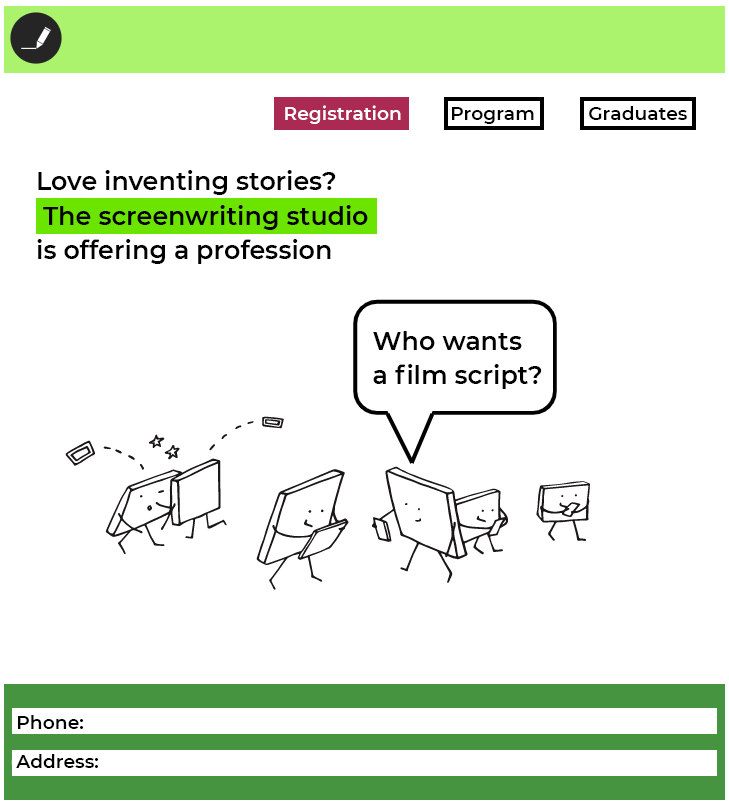 Registration
Program
Graduates
Love inventing stories?
The screenwriting studio
is offering a profession
Who wants
a film script?
Phone:
Address: